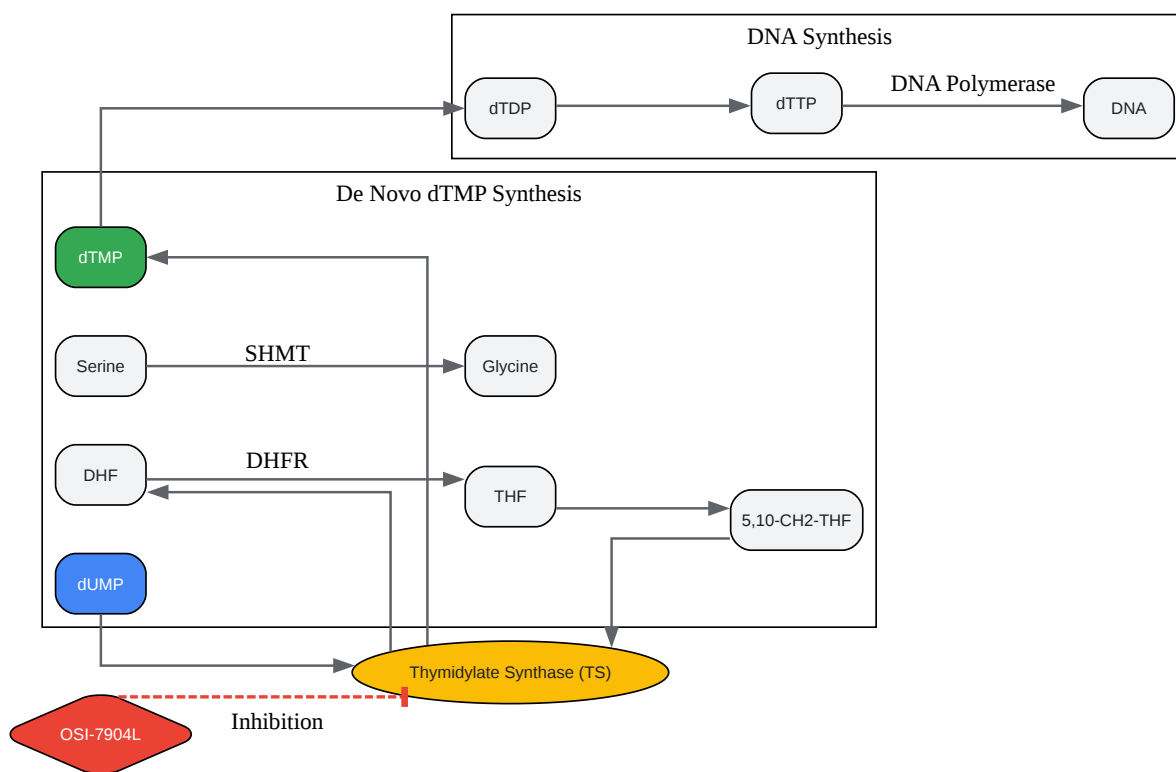 DNA Synthesis
dTDP
dTTP
DNA Polymerase
DNA
De Novo dTMP Synthesis
dTMP
Serine
SHMT
Glycine
DHF
DHFR
THF
5,10-CH2-THF
dUMP
Thymidylate Synthase (TS)
OSI-7904L
Inhibition